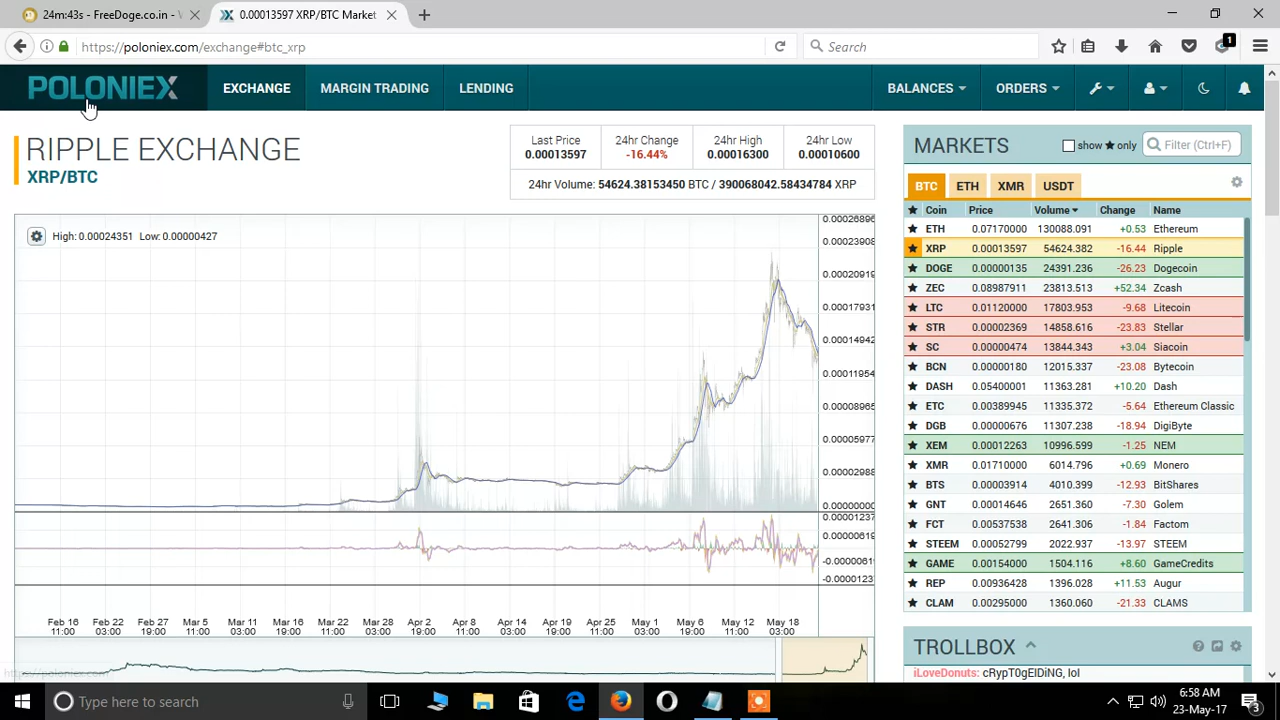 24m:43s - FreeDoge.co.in - W
0.00013597 XRP/BTC Market
https://poloniex.com/exchange#btc_xrp
Search
1
POLONIEX
EXCHANGE
MARGIN TRADING
LENDING
BALANCES
ORDERS
RIPPLE EXCHANGE
XRP/BTC
Last Price
0.00013597
24hr Change
-16.44%
24hr High
0.00016300
24hr Low
0.00010600
24hr Volume: 54624.38153450 BTC / 390068042.58434784 XRP
High: 0.00024351 Low: 0.00000427
0.00026896
0.00023908
0.00020919
0.00017931
0.00014942
0.00011954
0.00008965
0.00005977
0.00002988
0.00000000
0.00001237
0.00000619
-0.00000619
-0.00001237
Feb 16 Feb 22 Feb 27 Mar 5 Mar 11 Mar 16 Mar 22 Mar 28 Apr 2 Apr 8 Apr 14 Apr 19 Apr 25 May 1 May 6 May 12 May 18
11:00 03:00 19:00 11:00 03:00 19:00 11:00 03:00 19:00 11:00 03:00 19:00 11:00 03:00 19:00 11:00 03:00
MARKETS
show ★ only
Filter (Ctrl+F)
BTC ETH XMR USDT
Coin Price Volume Change Name
ETH 0.07170000 130088.091 +0.53 Ethereum
XRP 0.00013597 54624.382 -16.44 Ripple
DOGE 0.00000135 24391.236 -26.23 Dogecoin
ZEC 0.08987911 23813.513 +52.34 Zcash
LTC 0.01120000 17803.953 -9.68 Litecoin
STR 0.00002369 14858.616 -23.83 Stellar
SC 0.00000474 13844.343 +3.04 Siacoin
BCN 0.00000180 12015.337 -23.08 Bytecoin
DASH 0.05400001 11363.281 +10.20 Dash
ETC 0.00389945 11335.372 -5.64 Ethereum Classic
DGB 0.00000676 11307.238 -18.94 DigiByte
XEM 0.00012263 10996.599 -1.25 NEM
XMR 0.01710000 6014.796 +0.69 Monero
BTS 0.00003914 4010.399 -12.93 BitShares
GNT 0.00014646 2651.360 -7.30 Golem
FCT 0.00537538 2641.306 -1.84 Factom
STEEM 0.00052799 2022.937 -13.97 STEEM
GAME 0.00154000 1504.116 +8.60 GameCredits
REP 0.00936428 1396.028 +11.53 Augur
CLAM 0.00295000 1360.060 -21.33 CLAMS
TROLLBOX
iLoveDonuts: cRypT0gElDiNG, lol
https://poloniex.com
Type here to search
6:58 AM
23-May-17
3